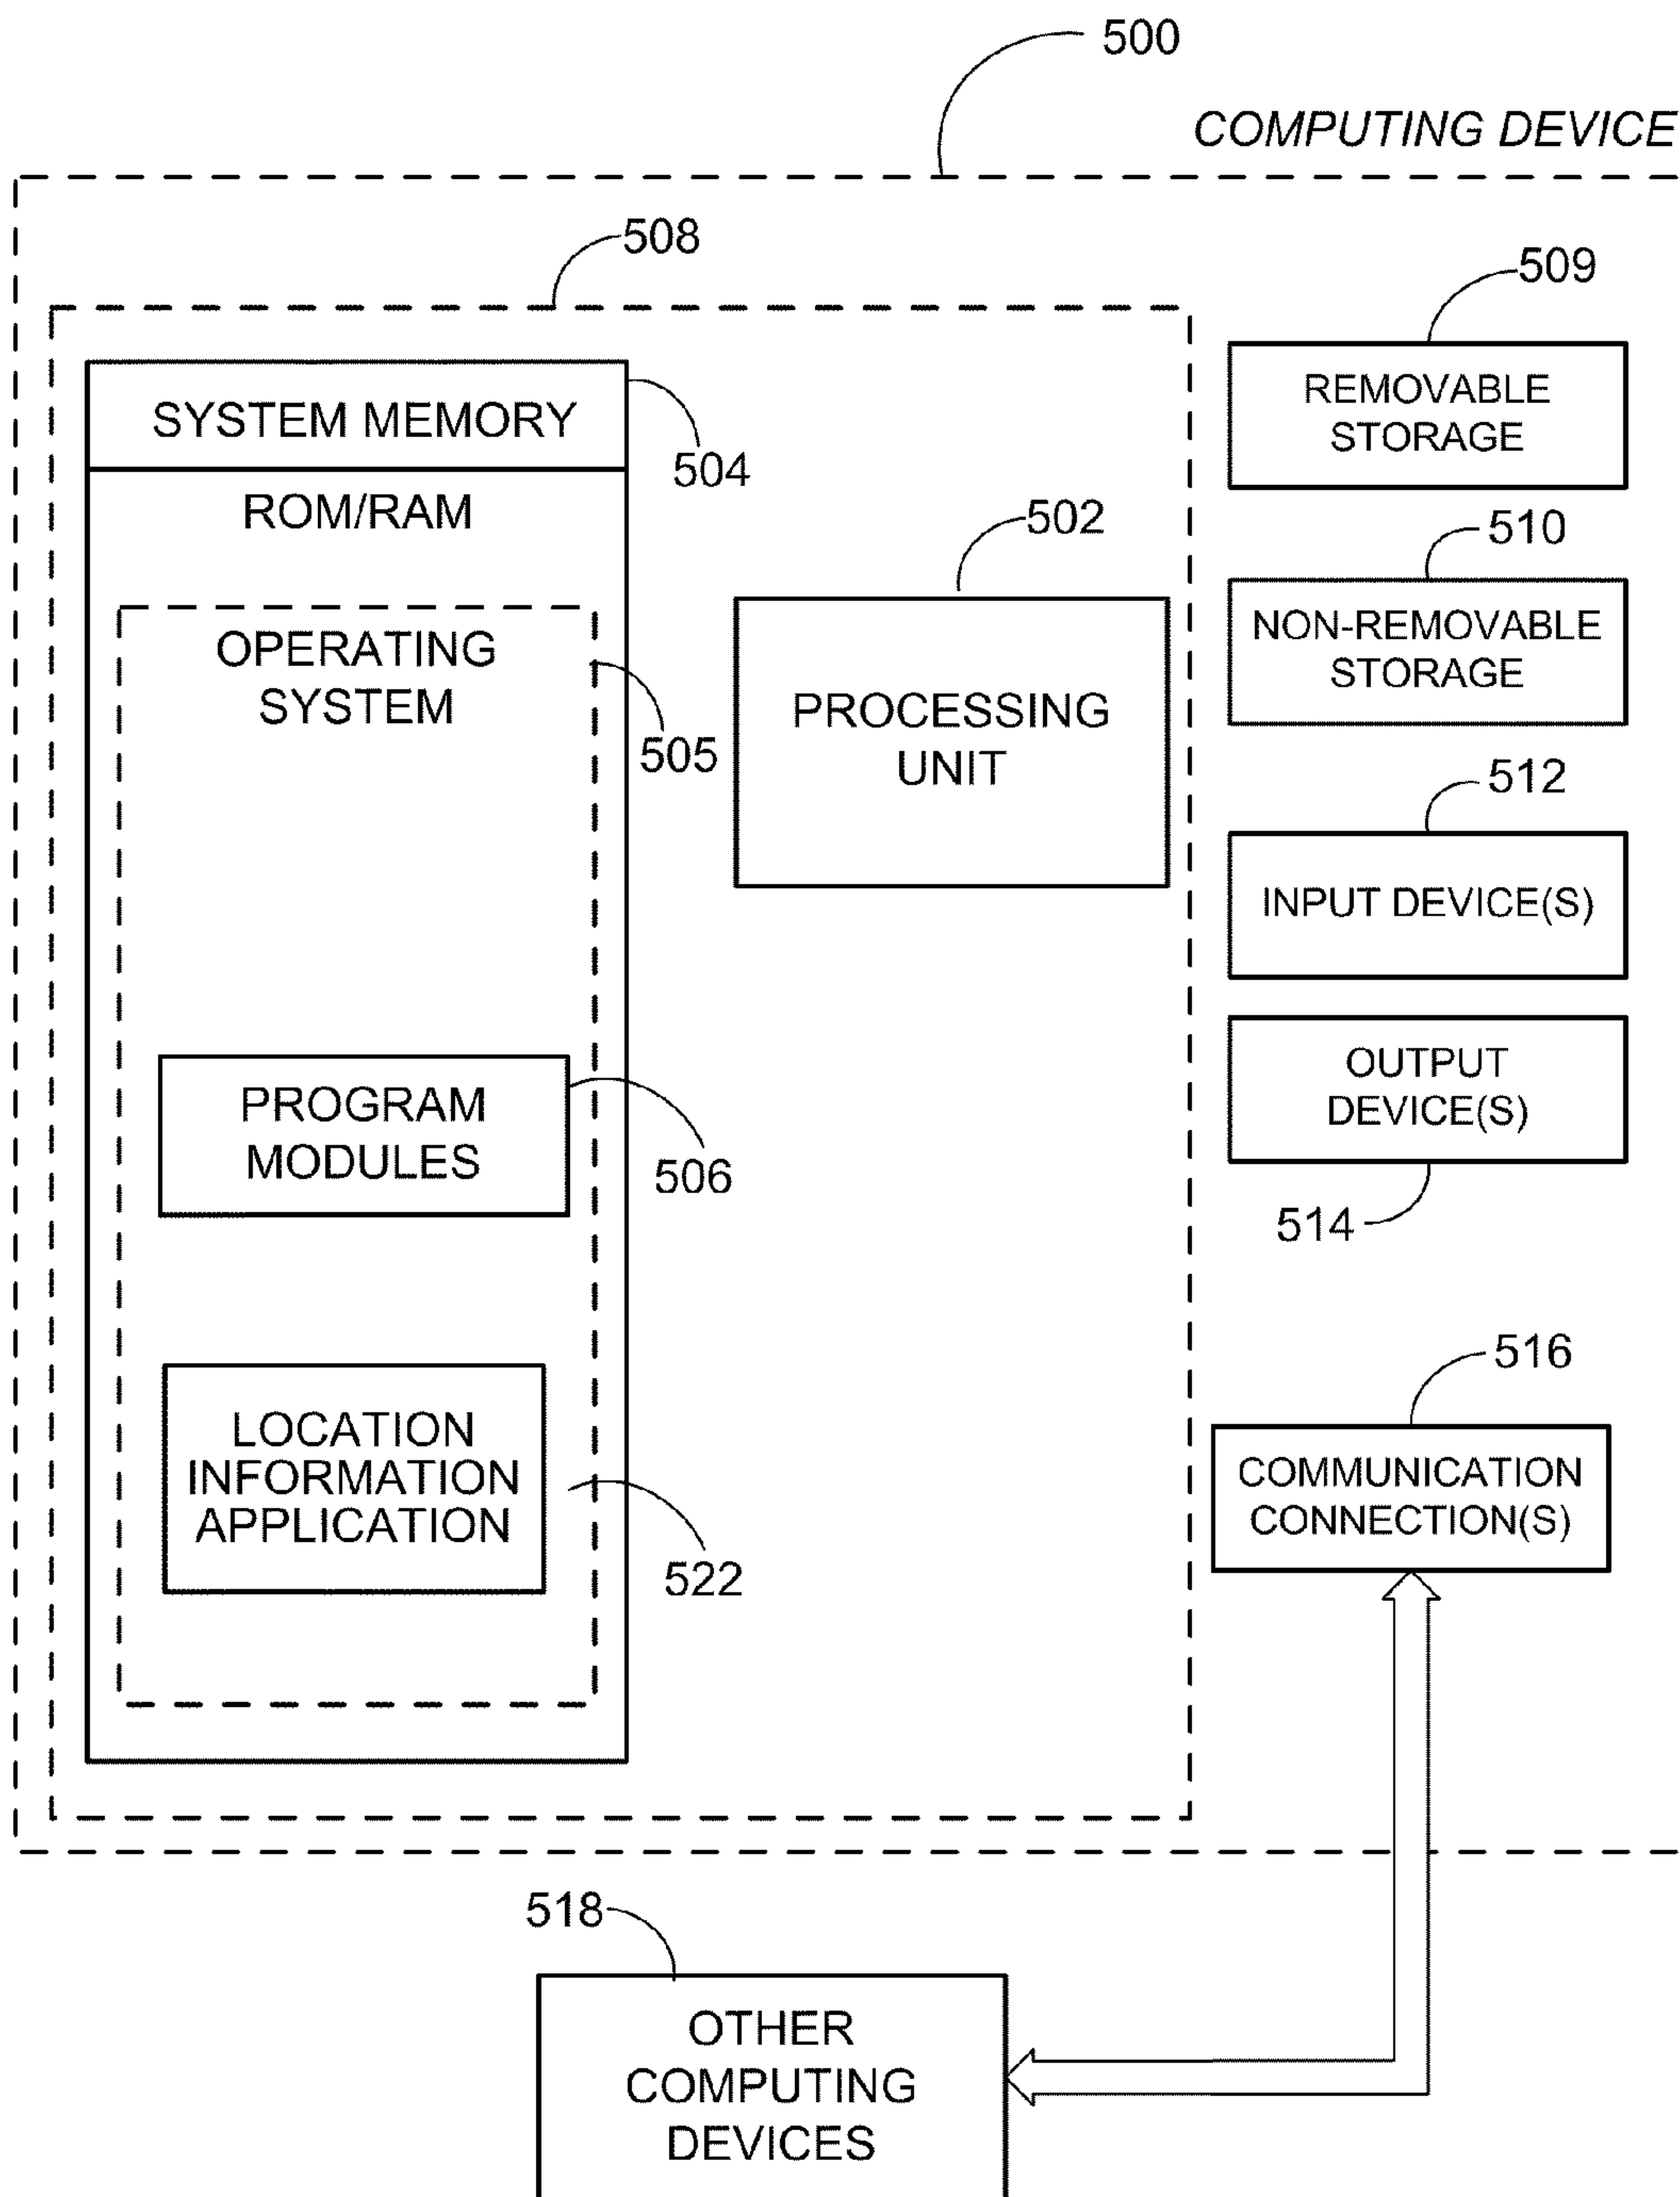 500
COMPUTING DEVICE
508
509
SYSTEM MEMORY
504
REMOVABLE
STORAGE
ROM/RAM
502
510
OPERATING
SYSTEM
505
PROCESSING
UNIT
NON-REMOVABLE
STORAGE
512
INPUT DEVICE(S)
OUTPUT
DEVICE(S)
514
PROGRAM
MODULES
506
516
LOCATION
INFORMATION
APPLICATION
522
COMMUNICATION
CONNECTION(S)
518
OTHER
COMPUTING
DEVICES